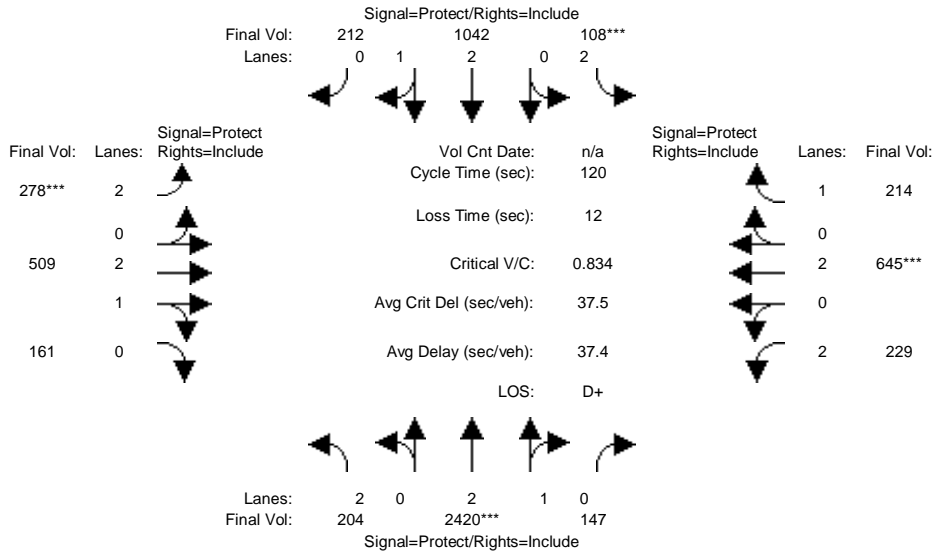 Signal=Protect/Rights=Include
Final Vol: 212 1042 108***
Lanes: 0 1 2 0 2
Signal=Protect
Final Vol: Lanes: Rights=Include
Vol Cnt Date: n/a
Signal=Protect
Rights=Include Lanes: Final Vol:
Cycle Time (sec): 120
278*** 2
1 214
Loss Time (sec): 12
0
0
509 2
Critical V/C: 0.834
2 645***
1
Avg Crit Del (sec/veh): 37.5
0
161 0
Avg Delay (sec/veh): 37.4
2 229
LOS: D+
Lanes: 2 0 2 1 0
Final Vol: 204 2420*** 147
Signal=Protect/Rights=Include